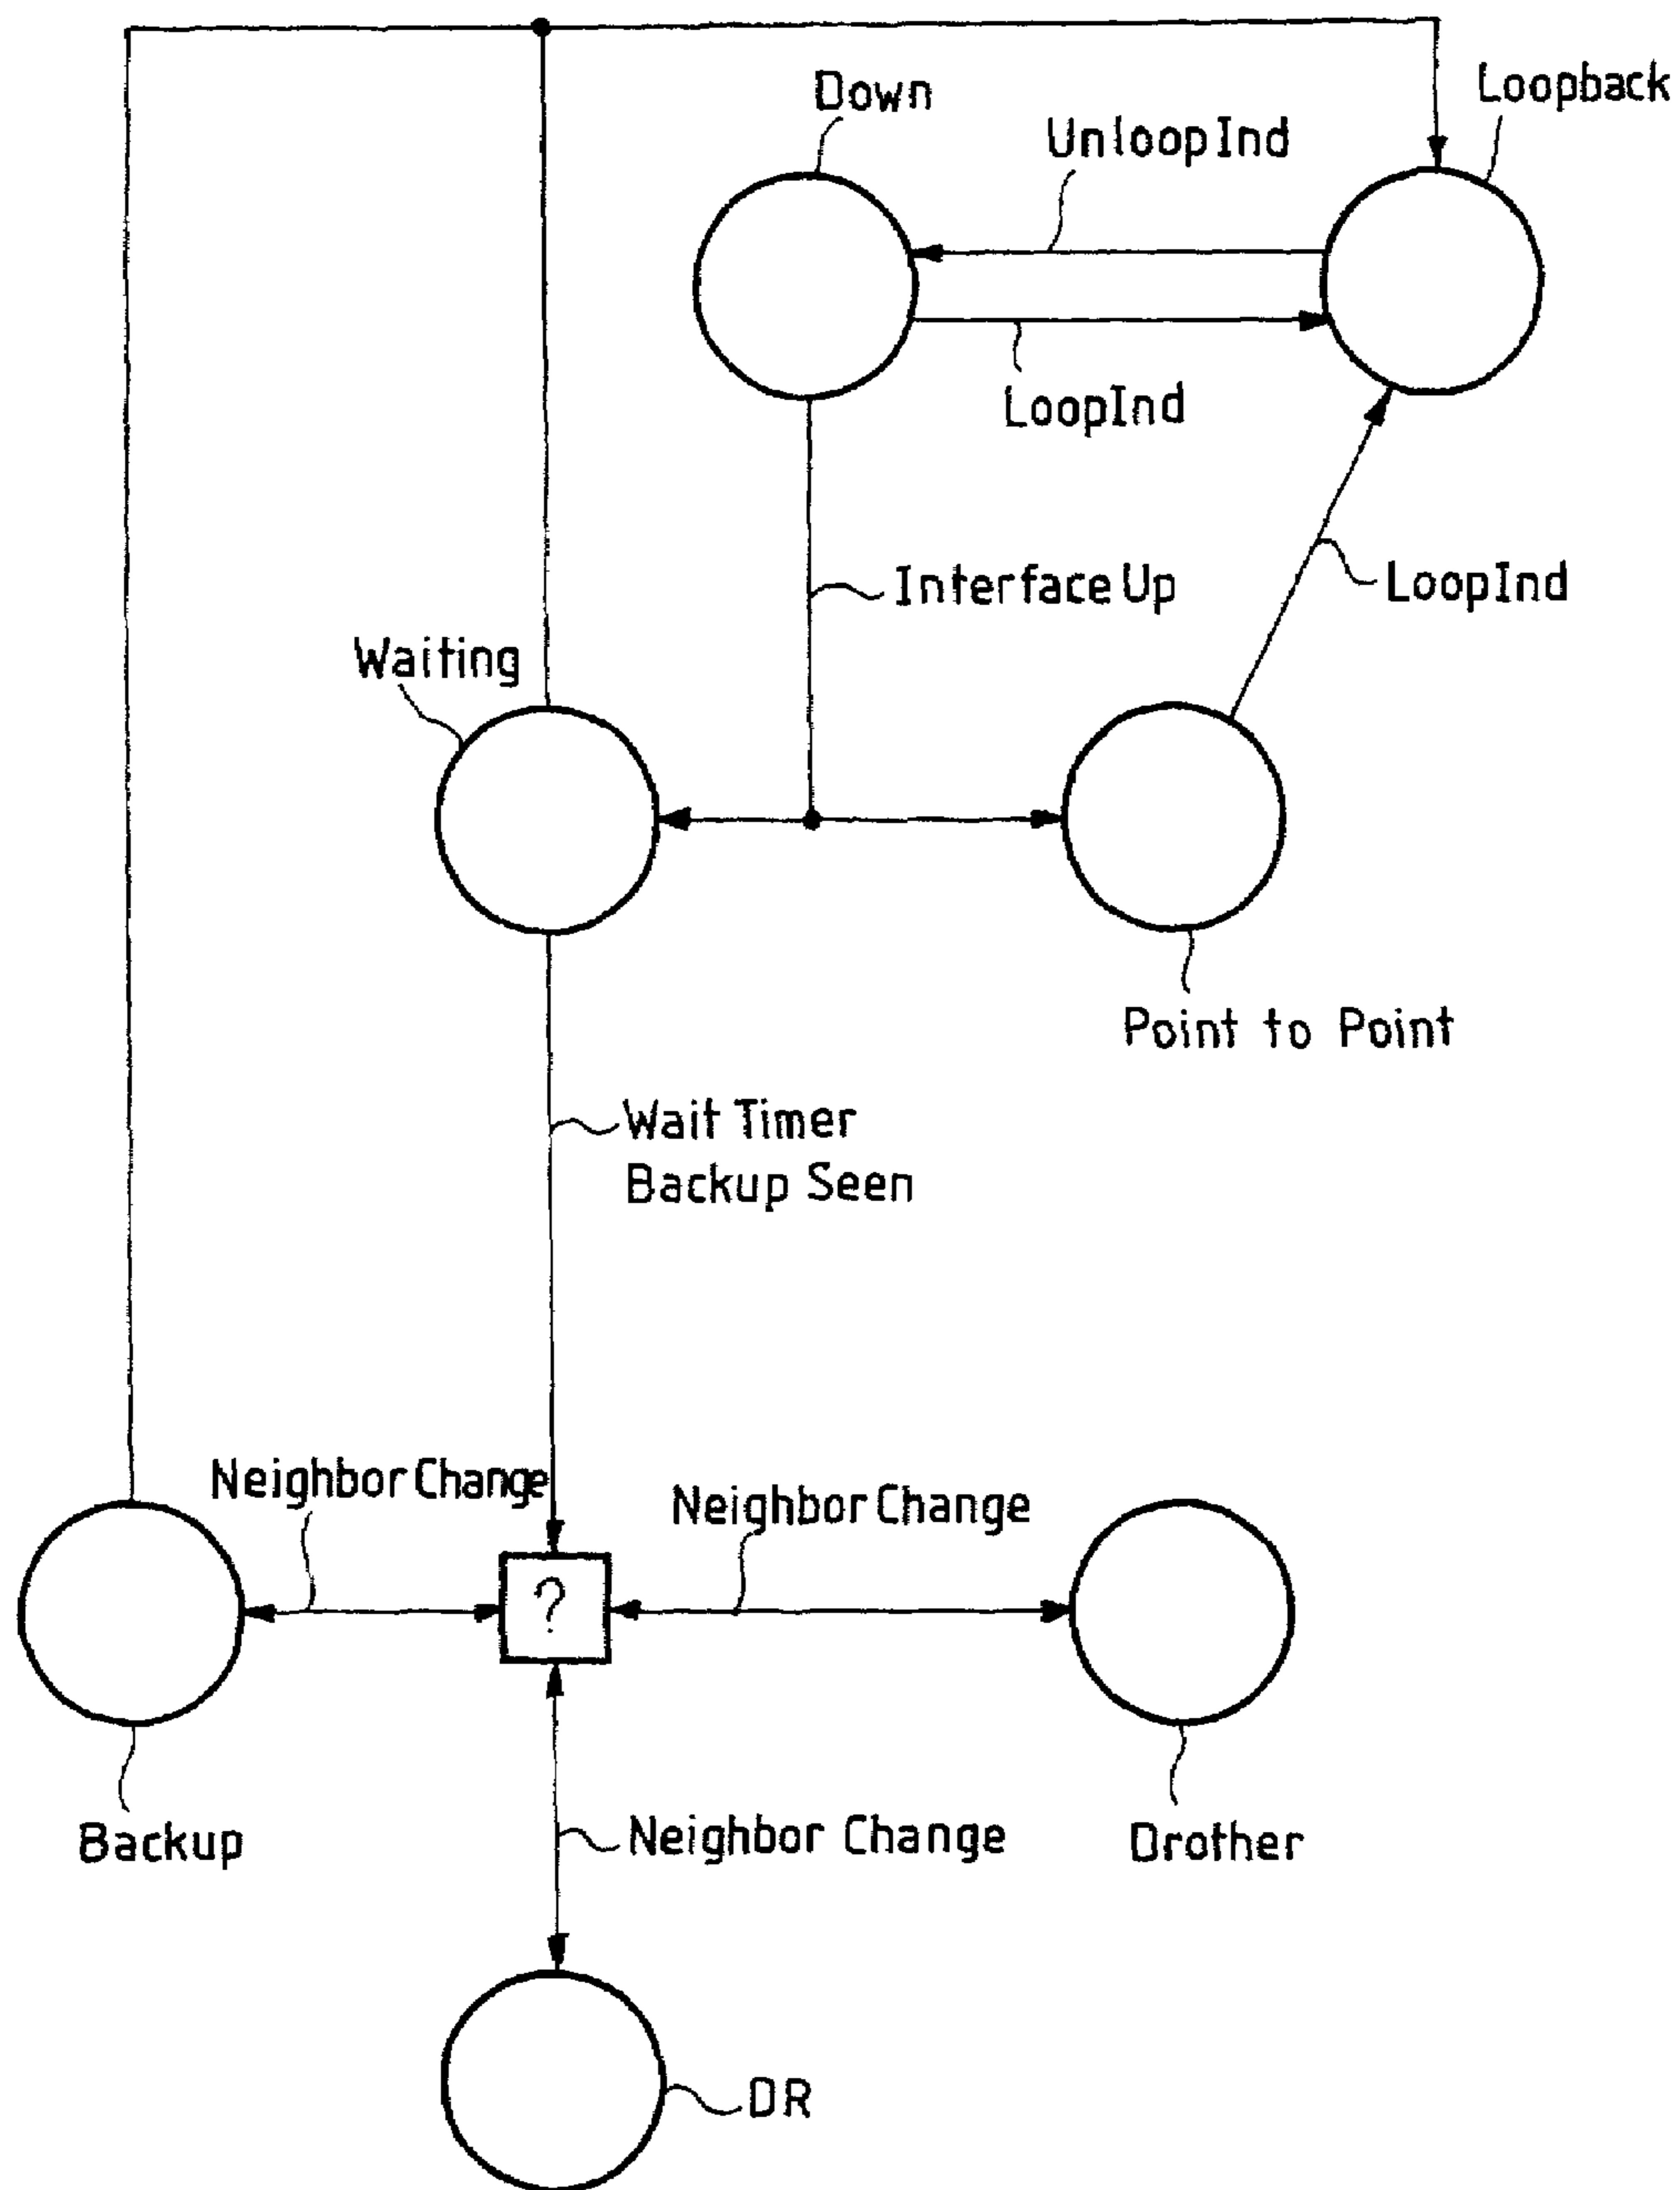 Down
Loopback
UnloopInd
LoopInd
Interface Up
LoopInd
Waiting
Point to Point
Wait Timer
Backup Seen
Neighbor Change
Neighbor Change
?
Backup
Neighbor Change
Drother
DR